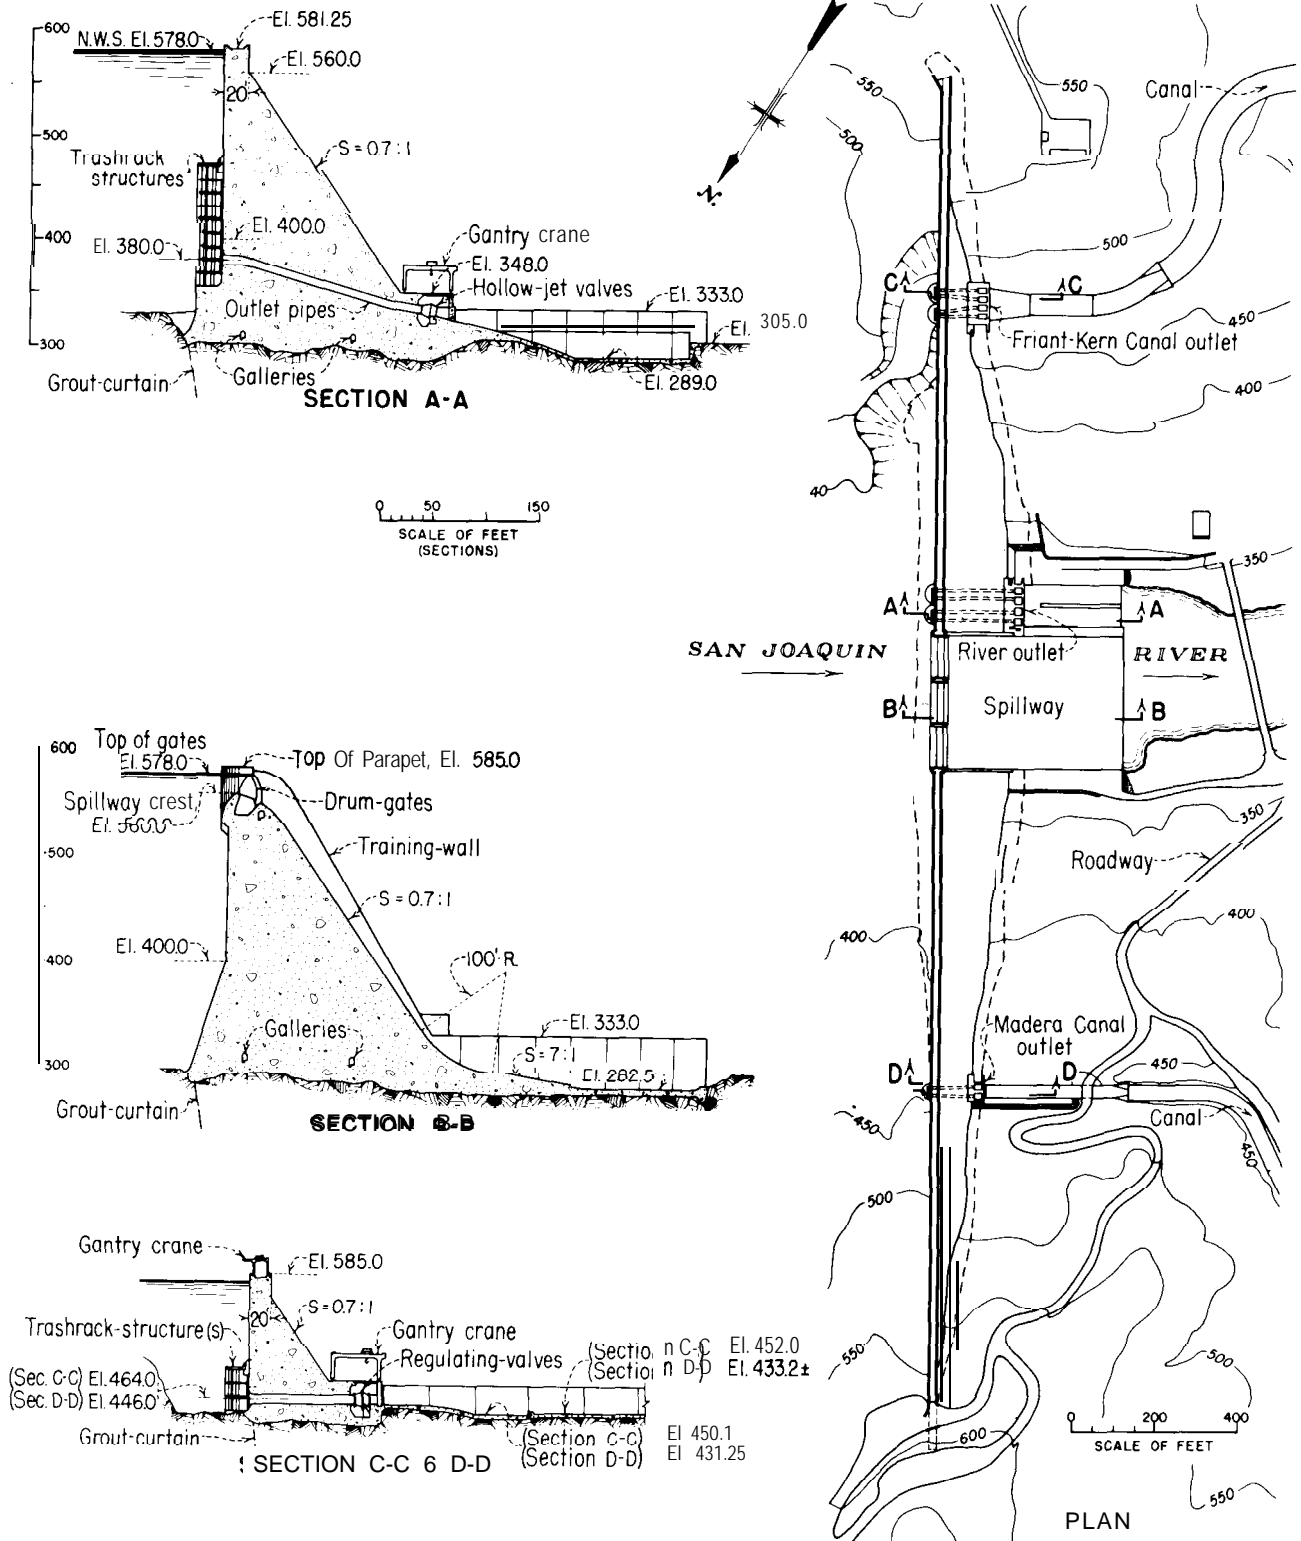 600
N.W.S. El. 578.0
El. 581.25
El. 560.0
20'
500
S = 0.7 : 1
Trashrack
structures
El. 400.0
400
El. 380.0
Gantry crane
El. 348.0
Hollow-jet valves
Outlet pipes
El. 333.0
El. 305.0
300
Grout-curtain
Galleries
El. 289.0
SECTION A-A
0 50 150
SCALE OF FEET
(SECTIONS)
600
Top of gates
El. 578.0
Top Of Parapet, El. 585.0
Spillway crest,
Drum-gates
Training-wall
500
S = 0.7 : 1
El. 400.0
400
100' R.
Galleries
El. 333.0
S = 7 : 1
300
El. 282.5
Grout-curtain
SECTION B-B
Gantry crane
El. 585.0
S = 0.7 : 1
20'
Trashrack-structure(s)
Gantry crane
Regulating-valves
(Section C-C) El. 452.0
(Section D-D) El. 433.2±
(Sec. C-C) El. 464.0
(Sec. D-D) El. 446.0
Grout-curtain
(Section C-C) El 450.1
(Section D-D) El 431.25
SECTION C-C 6 D-D
N.
550
500
550
Canal
550
500
C
C
450
Friant-Kern Canal outlet
400
40
350
A
A
SAN JOAQUIN
River outlet
RIVER
B
Spillway
B
350
Roadway
400
400
Madera Canal
outlet
D
D
450
450
Canal
450
500
550
500
600
0 200 400
SCALE OF FEET
550
PLAN